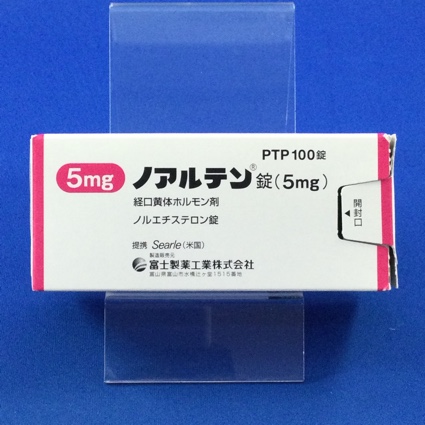 PTP100錠
5mg ノアルテン®錠(5mg)
経口黄体ホルモン剤
ノルエチステロン錠
開封口
提携 Searle(米国)
製造販売元
富士製薬工業株式会社
富山県富山市水橋辻ヶ堂1515番地